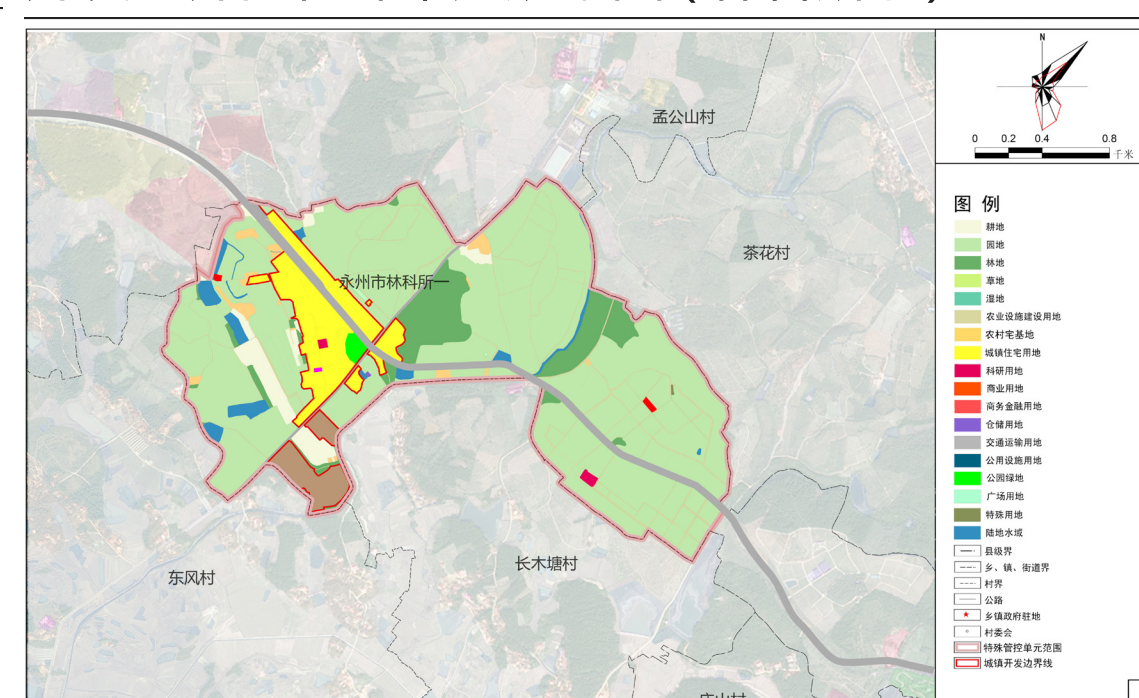 N
0 0.2 0.4 0.8
千米
孟公山村
茶花村
永州市林科所一
长木塘村
东风村
图 例
耕地
园地
林地
草地
湿地
农业设施建设用地
农村宅基地
城镇住宅用地
科研用地
商业用地
商务金融用地
仓储用地
交通运输用地
公用设施用地
公园绿地
广场用地
特殊用地
陆地水域
县级界
乡、镇、街道界
村界
公路
乡镇政府驻地
村委会
特殊管控单元范围
城镇开发边界线